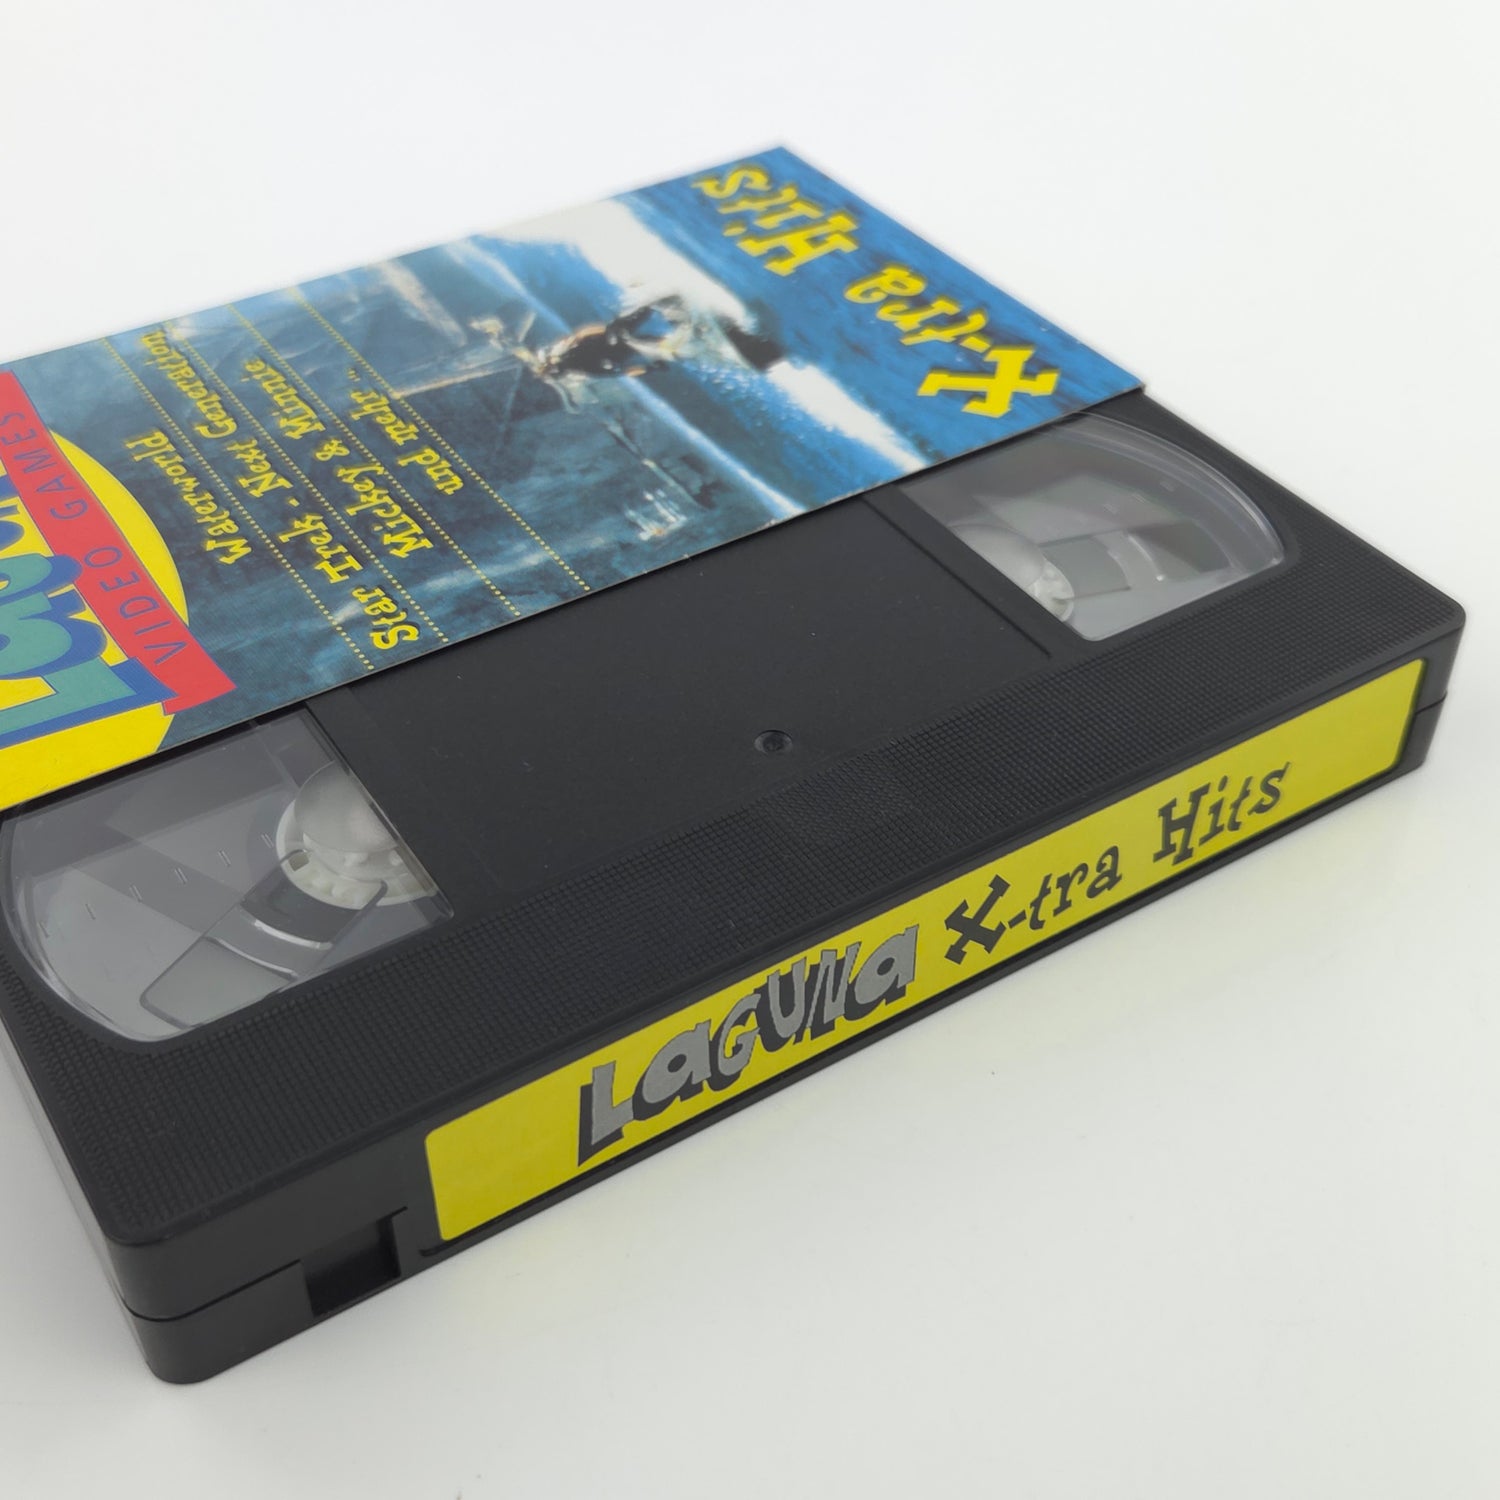 X-tra Hits
Waterworld
Star Trek - Next Generation
Mickey & Minnie
und mehr...
VIDEO GAMES
LAGUNA X-tra Hits